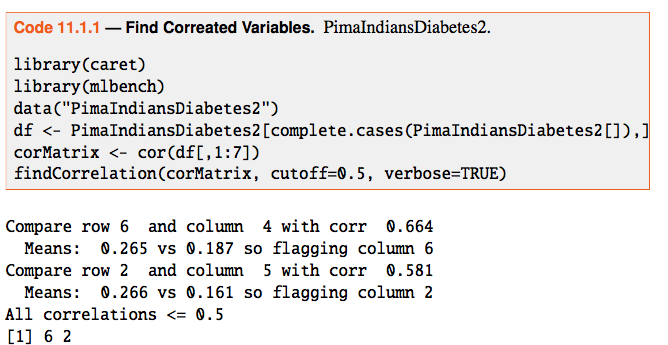 Code 11.1.1 — Find Correated Variables. PimaIndiansDiabetes2.
library(caret)
library(mlbench)
data("PimaIndiansDiabetes2")
df <- PimaIndiansDiabetes2[complete.cases(PimaIndiansDiabetes2[]),]
corMatrix <- cor(df[,1:7])
findCorrelation(corMatrix, cutoff=0.5, verbose=TRUE)
Compare row 6  and column  4 with corr  0.664
  Means:  0.265 vs 0.187 so flagging column 6
Compare row 2  and column  5 with corr  0.581
  Means:  0.266 vs 0.161 so flagging column 2
All correlations <= 0.5
[1] 6 2